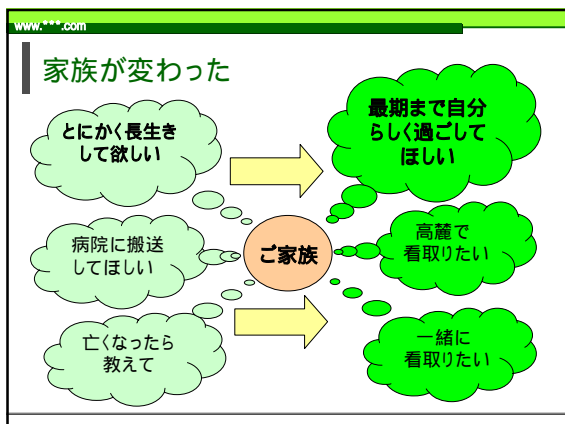 www.***.com
家族が変わった
とにかく長生き
して欲しい
最期まで自分
らしく過ごして
ほしい
病院に搬送
してほしい
ご家族
高麓で
看取りたい
亡くなったら
教えて
一緒に
看取りたい